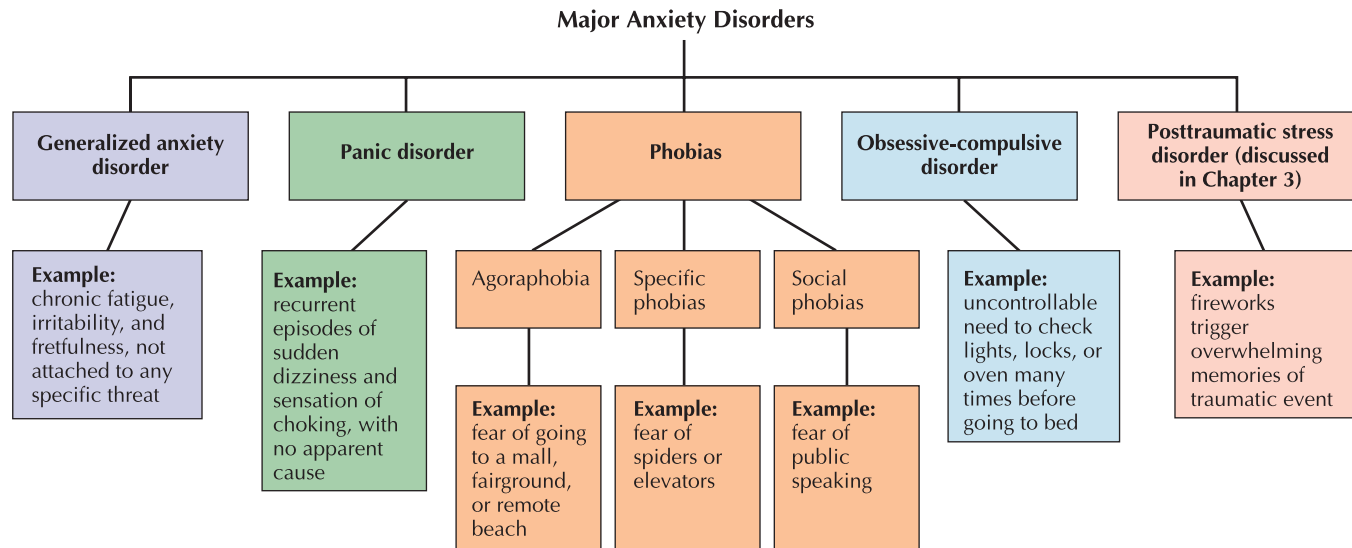 Major Anxiety Disorders
Generalized anxiety
disorder
Panic disorder
Phobias
Obsessive-compulsive
disorder
Posttraumatic stress
disorder (discussed
in Chapter 3)
Example:
chronic fatigue,
irritability, and
fretfulness, not
attached to any
specific threat
Example:
recurrent
episodes of
sudden
dizziness and
sensation of
choking, with
no apparent
cause
Agoraphobia
Specific
phobias
Social
phobias
Example:
fear of going
to a mall,
fairground,
or remote
beach
Example:
fear of
spiders or
elevators
Example:
fear of
public
speaking
Example:
uncontrollable
need to check
lights, locks, or
oven many
times before
going to bed
Example:
fireworks
trigger
overwhelming
memories of
traumatic event